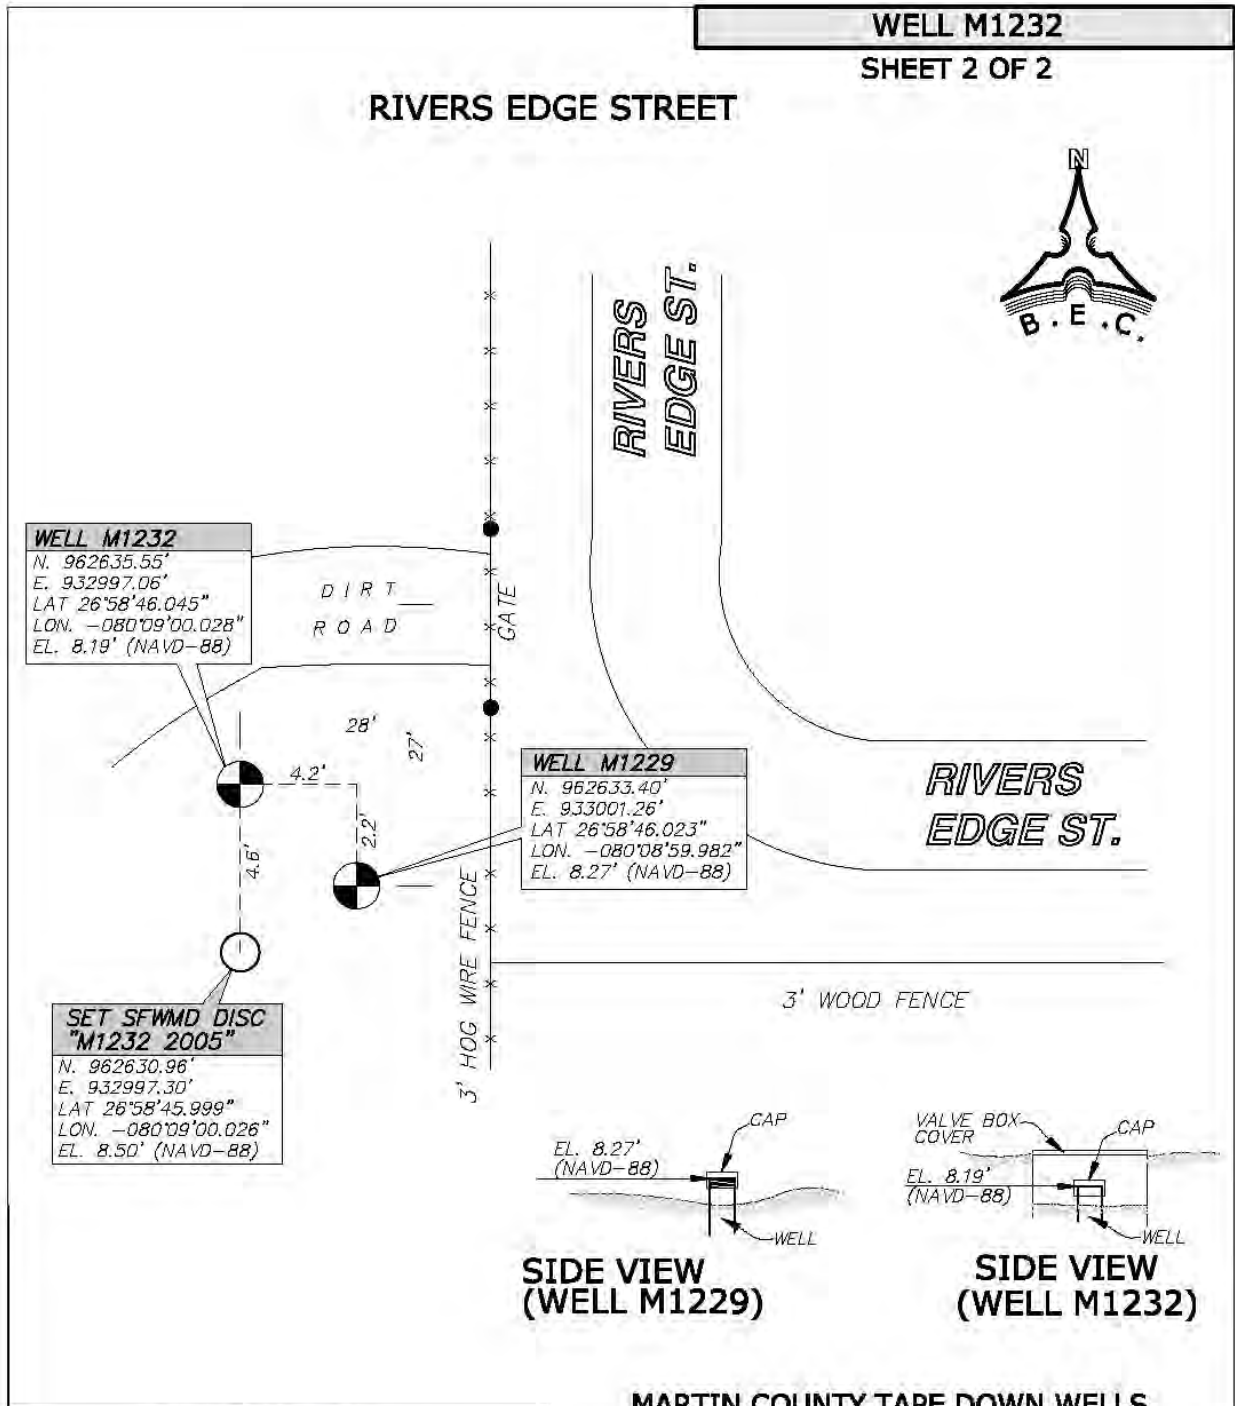 WELL M1232
SHEET 2 OF 2
RIVERS EDGE STREET
N
B.E.C.
RIVERS
EDGE ST.
WELL M1232
N. 962635.55'
E. 932997.06'
LAT 26°58'46.045"
LON. -080°09'00.028"
EL. 8.19' (NAVD-88)
DIRT
ROAD
GATE
28'
27'
4.2'
2.2'
4.6'
WELL M1229
N. 962633.40'
E. 933001.26'
LAT 26°58'46.023"
LON. -080°08'59.982"
EL. 8.27' (NAVD-88)
RIVERS
EDGE ST.
3' HOG WIRE FENCE
3' WOOD FENCE
SET SFWMD DISC
"M1232 2005"
N. 962630.96'
E. 932997.30'
LAT 26°58'45.999"
LON. -080°09'00.026"
EL. 8.50' (NAVD-88)
CAP
EL. 8.27'
(NAVD-88)
WELL
SIDE VIEW
(WELL M1229)
VALVE BOX
COVER
CAP
EL. 8.19'
(NAVD-88)
WELL
SIDE VIEW
(WELL M1232)
MARTIN COUNTY TAPE DOWN WELLS